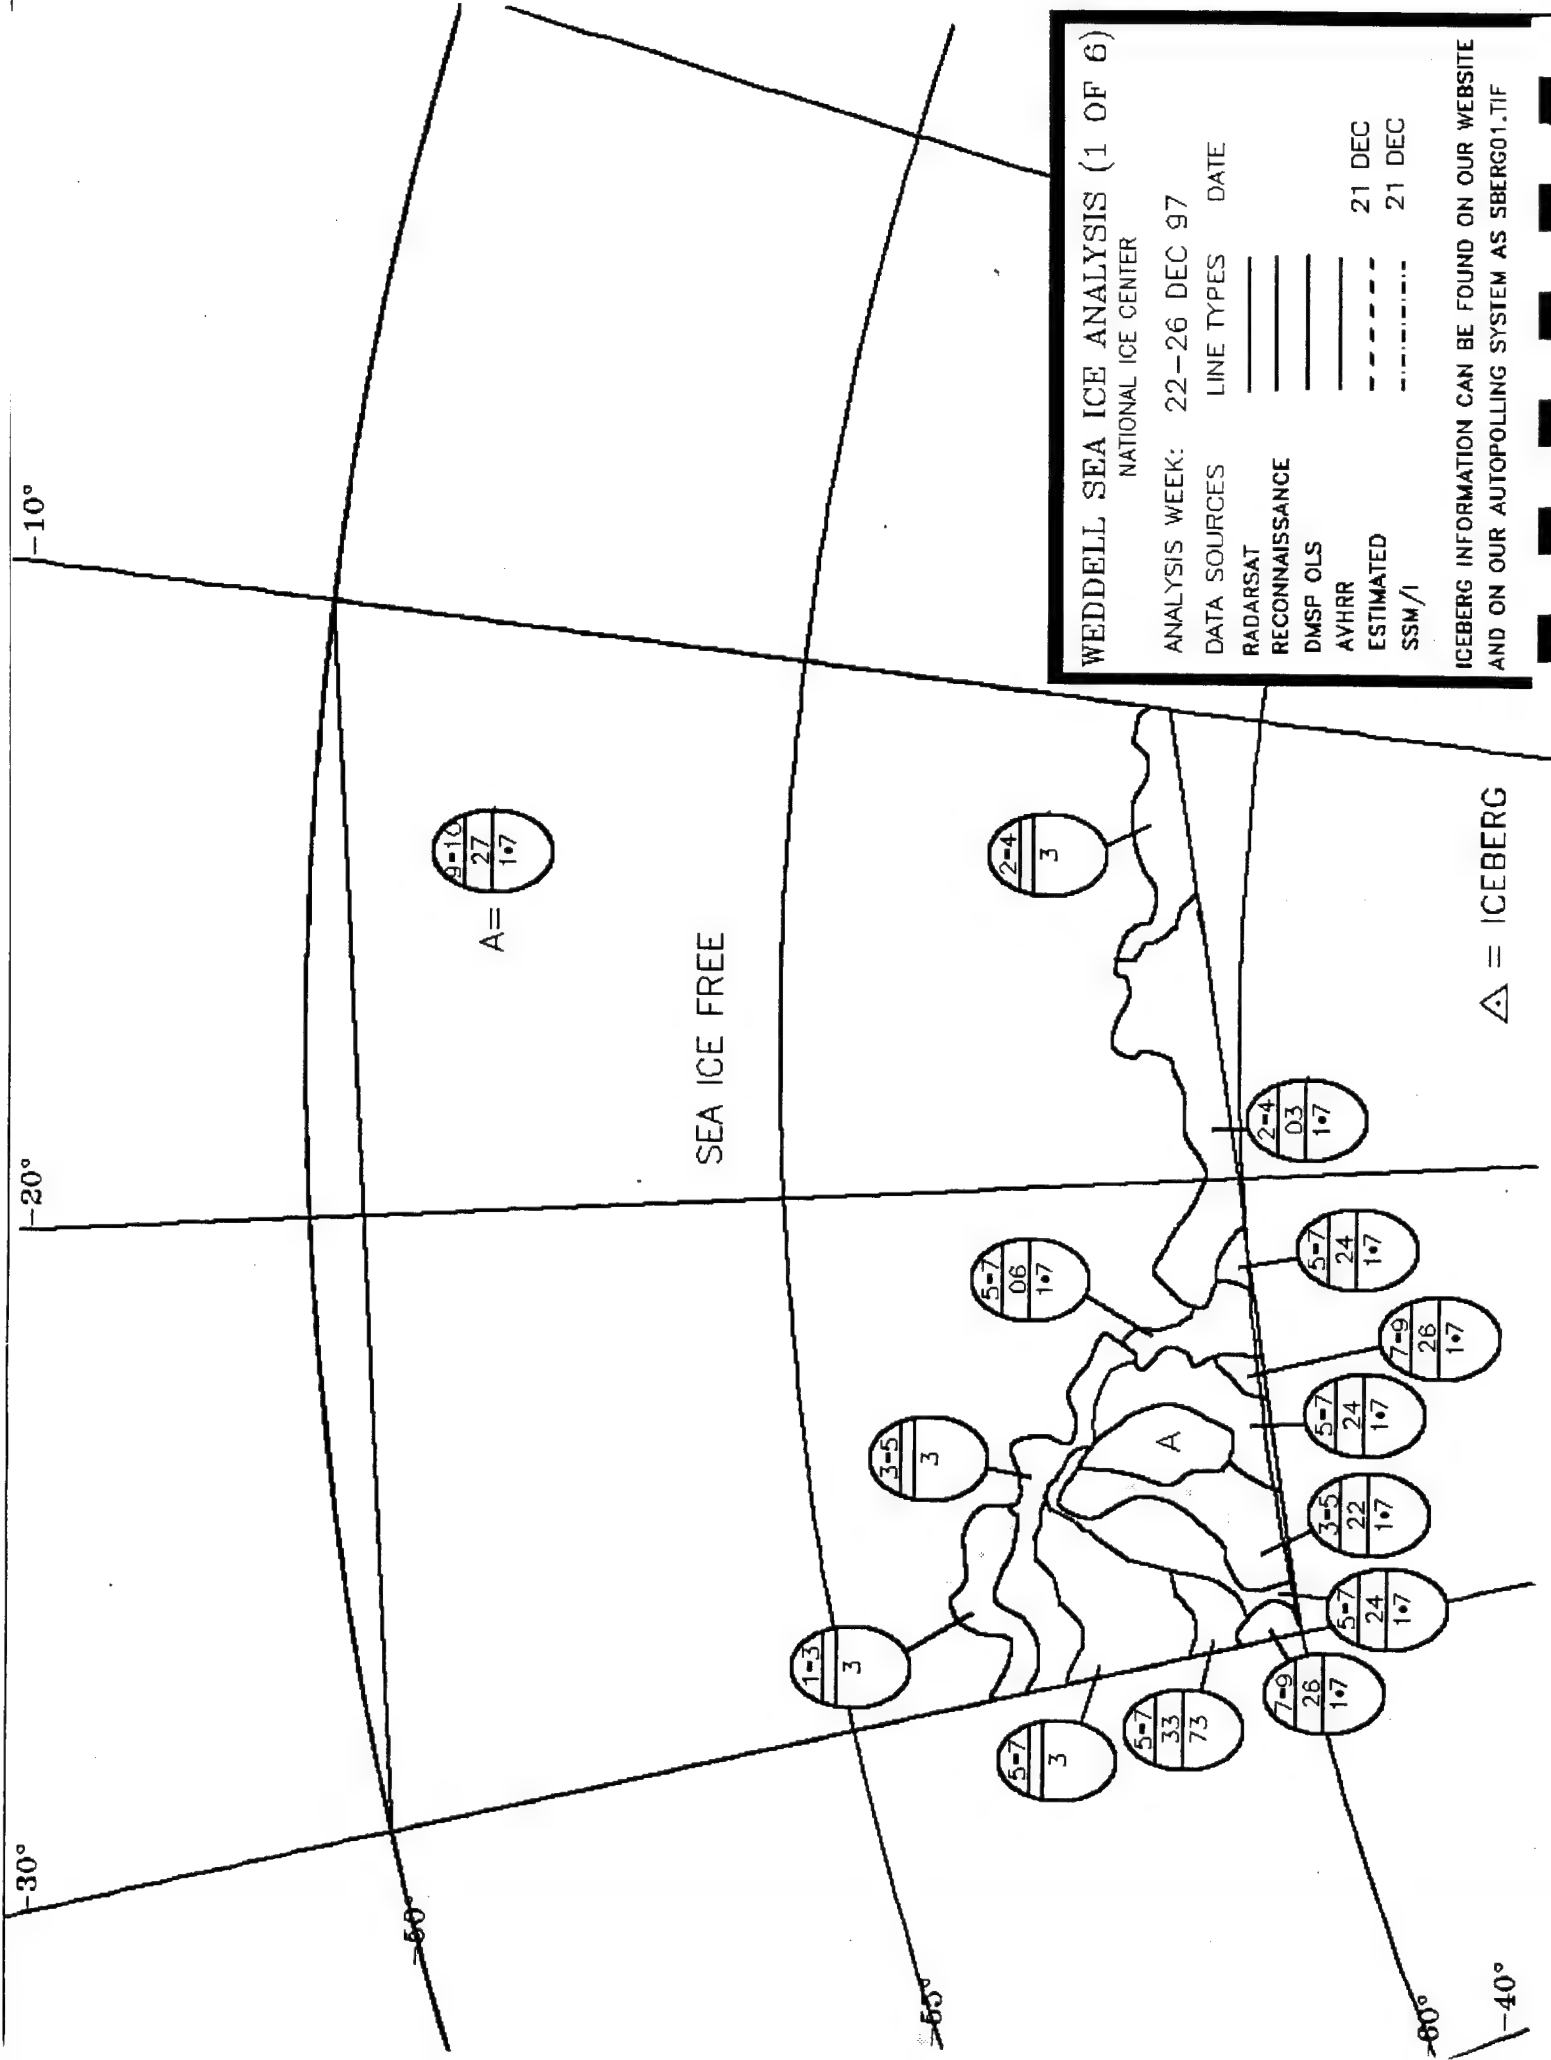 -30°
-20°
-10°
-50°
-55°
-60°
-40°
A=
9-10
27
1•7
SEA ICE FREE
1-3
3
3-5
3
5-7
06
1•7
2-4
3
5-7
3
5-7
33
73
7-9
26
1•7
5-7
24
1•7
3-5
22
1•7
5-7
24
1•7
7-9
26
1•7
5-7
24
1•7
2-4
03
1•7
A
= ICEBERG
WEDDELL SEA ICE ANALYSIS (1 OF 6)
NATIONAL ICE CENTER
ANALYSIS WEEK: 22-26 DEC 97
DATA SOURCES LINE TYPES DATE
RADARSAT
RECONNAISSANCE
DMSP OLS
AVHRR
ESTIMATED 21 DEC
SSM/I 21 DEC
ICEBERG INFORMATION CAN BE FOUND ON OUR WEBSITE
AND ON OUR AUTOPOLLING SYSTEM AS SBERG01.TIF